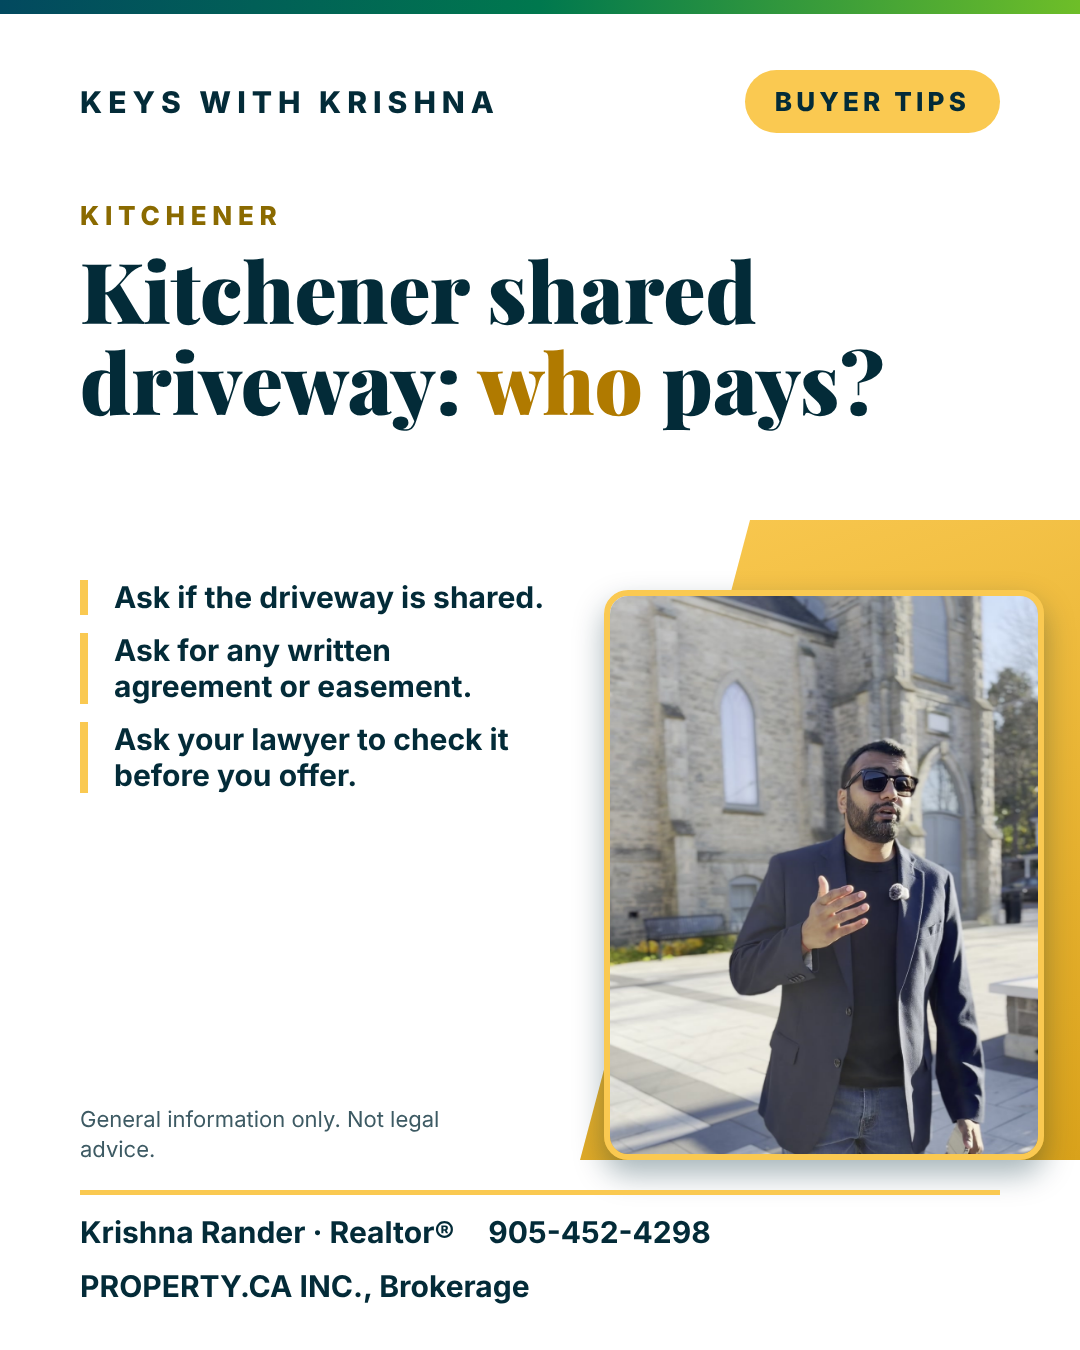 KEYS WITH KRISHNA
BUYER TIPS
KITCHENER
Kitchener shared
driveway: who pays?
Ask if the driveway is shared.
Ask for any written
agreement or easement.
Ask your lawyer to check it
before you offer.
General information only. Not legal
advice.
Krishna Rander · Realtor® 905-452-4298
PROPERTY.CA INC., Brokerage